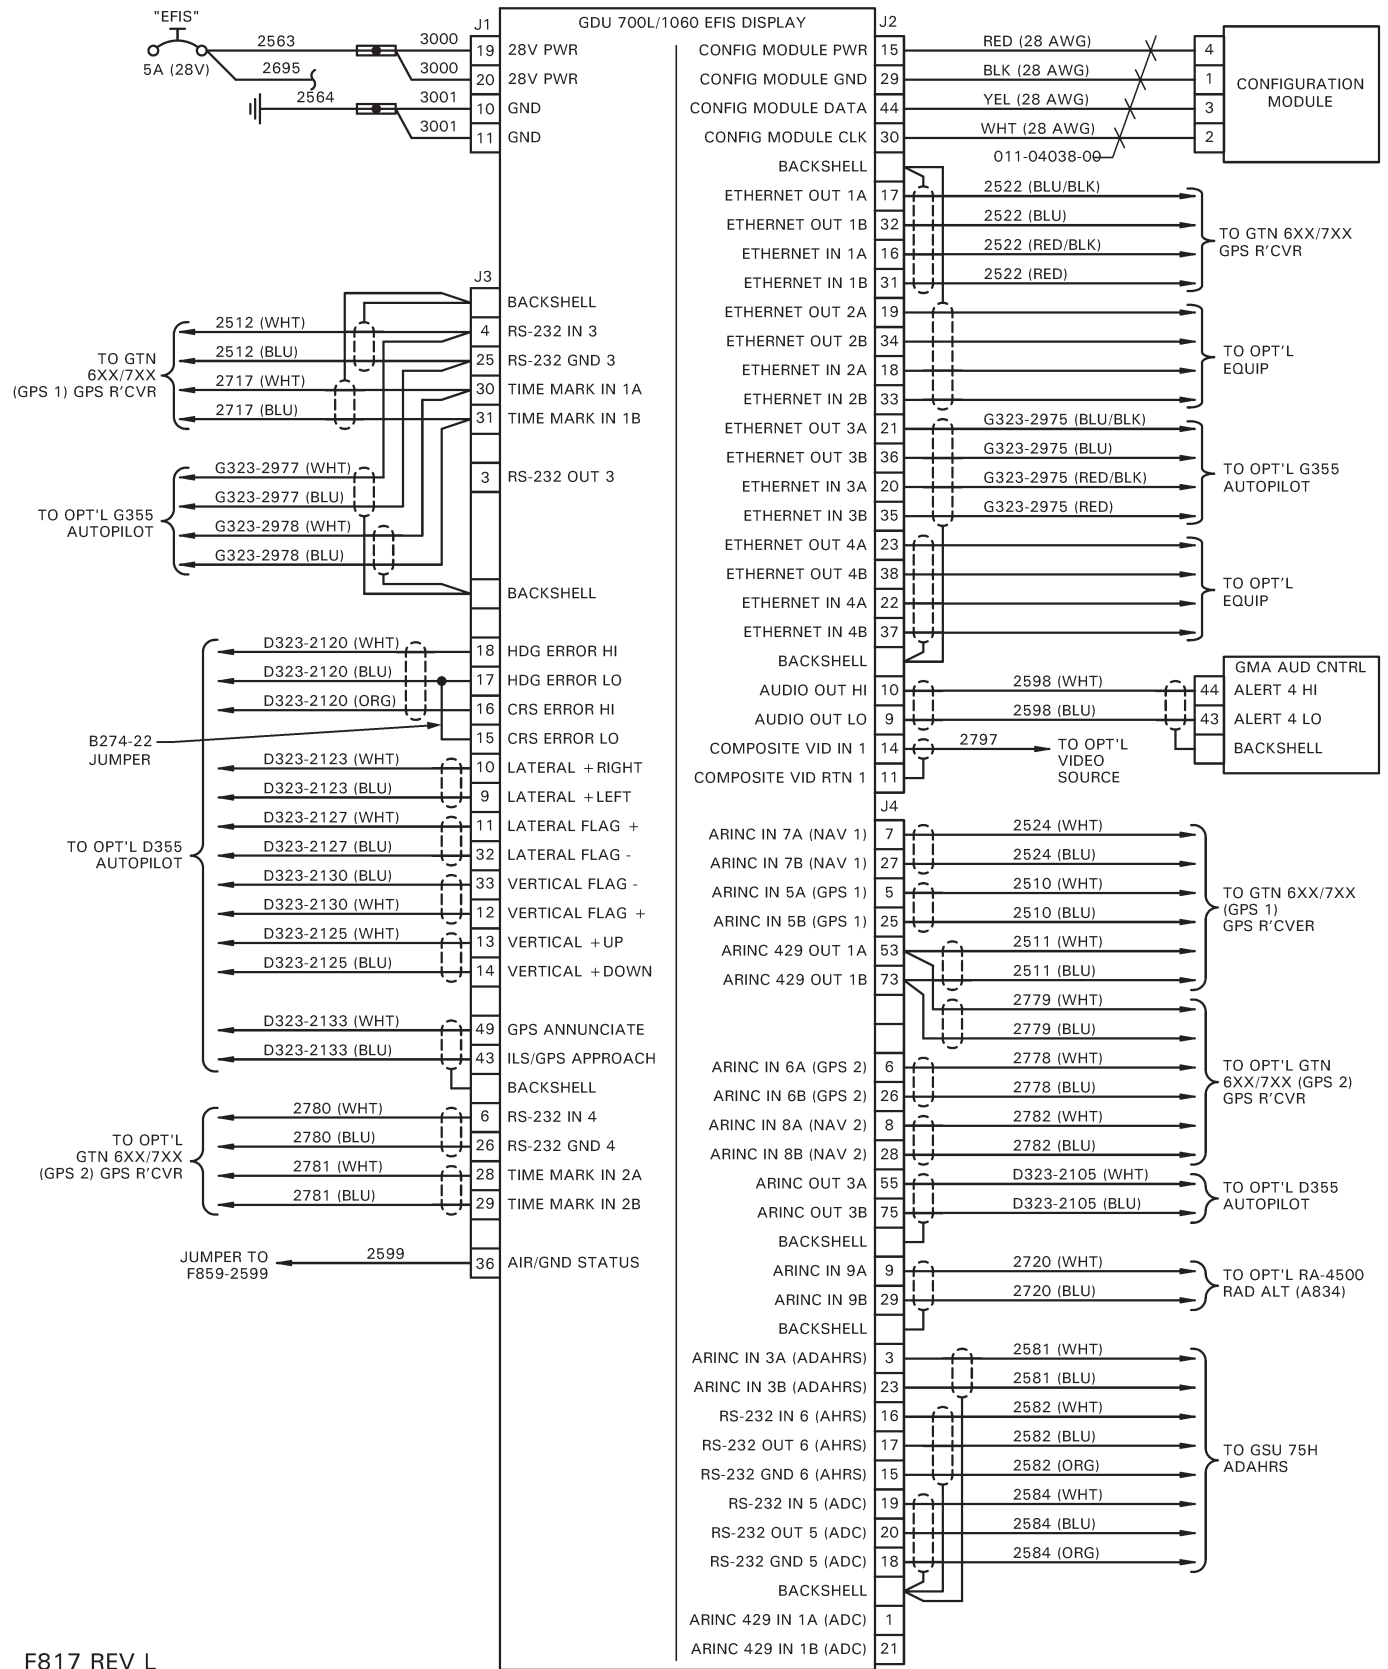 GDU 700L/1060 EFIS DISPLAY
"EFIS"
5A (28V)
J1
2563 3000 19 28V PWR
2695 3000 20 28V PWR
2564 3001 10 GND
3001 11 GND
J3
BACKSHELL
2512 (WHT) 4 RS-232 IN 3
2512 (BLU) 25 RS-232 GND 3
2717 (WHT) 30 TIME MARK IN 1A
2717 (BLU) 31 TIME MARK IN 1B
TO GTN
6XX/7XX
(GPS 1) GPS R'CVR
G323-2977 (WHT) 3 RS-232 OUT 3
G323-2977 (BLU)
G323-2978 (WHT)
G323-2978 (BLU)
TO OPT'L G355
AUTOPILOT
BACKSHELL
D323-2120 (WHT) 18 HDG ERROR HI
D323-2120 (BLU) 17 HDG ERROR LO
D323-2120 (ORG) 16 CRS ERROR HI
15 CRS ERROR LO
B274-22
JUMPER
D323-2123 (WHT) 10 LATERAL +RIGHT
D323-2123 (BLU) 9 LATERAL +LEFT
D323-2127 (WHT) 11 LATERAL FLAG +
D323-2127 (BLU) 32 LATERAL FLAG -
D323-2130 (BLU) 33 VERTICAL FLAG -
D323-2130 (WHT) 12 VERTICAL FLAG +
D323-2125 (WHT) 13 VERTICAL +UP
D323-2125 (BLU) 14 VERTICAL +DOWN
TO OPT'L D355
AUTOPILOT
D323-2133 (WHT) 49 GPS ANNUNCIATE
D323-2133 (BLU) 43 ILS/GPS APPROACH
BACKSHELL
2780 (WHT) 6 RS-232 IN 4
2780 (BLU) 26 RS-232 GND 4
2781 (WHT) 28 TIME MARK IN 2A
2781 (BLU) 29 TIME MARK IN 2B
TO OPT'L
GTN 6XX/7XX
(GPS 2) GPS R'CVR
JUMPER TO
F859-2599
2599 36 AIR/GND STATUS
J2
CONFIG MODULE PWR 15 RED (28 AWG) 4
CONFIG MODULE GND 29 BLK (28 AWG) 1
CONFIG MODULE DATA 44 YEL (28 AWG) 3
CONFIG MODULE CLK 30 WHT (28 AWG) 2
CONFIGURATION
MODULE
011-04038-00
BACKSHELL
ETHERNET OUT 1A 17 2522 (BLU/BLK)
ETHERNET OUT 1B 32 2522 (BLU)
ETHERNET IN 1A 16 2522 (RED/BLK)
ETHERNET IN 1B 31 2522 (RED)
TO GTN 6XX/7XX
GPS R'CVR
ETHERNET OUT 2A 19
ETHERNET OUT 2B 34
ETHERNET IN 2A 18
ETHERNET IN 2B 33
TO OPT'L
EQUIP
ETHERNET OUT 3A 21 G323-2975 (BLU/BLK)
ETHERNET OUT 3B 36 G323-2975 (BLU)
ETHERNET IN 3A 20 G323-2975 (RED/BLK)
ETHERNET IN 3B 35 G323-2975 (RED)
TO OPT'L G355
AUTOPILOT
ETHERNET OUT 4A 23
ETHERNET OUT 4B 38
ETHERNET IN 4A 22
ETHERNET IN 4B 37
TO OPT'L
EQUIP
BACKSHELL
GMA AUD CNTRL
AUDIO OUT HI 10 2598 (WHT) 44 ALERT 4 HI
AUDIO OUT LO 9 2598 (BLU) 43 ALERT 4 LO
BACKSHELL
COMPOSITE VID IN 1 14 2797
COMPOSITE VID RTN 1 11
TO OPT'L
VIDEO
SOURCE
J4
ARINC IN 7A (NAV 1) 7 2524 (WHT)
ARINC IN 7B (NAV 1) 27 2524 (BLU)
ARINC IN 5A (GPS 1) 5 2510 (WHT)
ARINC IN 5B (GPS 1) 25 2510 (BLU)
ARINC 429 OUT 1A 53 2511 (WHT)
ARINC 429 OUT 1B 73 2511 (BLU)
TO GTN 6XX/7XX
(GPS 1)
GPS R'CVER
2779 (WHT)
2779 (BLU)
ARINC IN 6A (GPS 2) 6 2778 (WHT)
ARINC IN 6B (GPS 2) 26 2778 (BLU)
ARINC IN 8A (NAV 2) 8 2782 (WHT)
ARINC IN 8B (NAV 2) 28 2782 (BLU)
TO OPT'L GTN
6XX/7XX (GPS 2)
GPS R'CVR
ARINC OUT 3A 55 D323-2105 (WHT)
ARINC OUT 3B 75 D323-2105 (BLU)
TO OPT'L D355
AUTOPILOT
BACKSHELL
ARINC IN 9A 9 2720 (WHT)
ARINC IN 9B 29 2720 (BLU)
TO OPT'L RA-4500
RAD ALT (A834)
BACKSHELL
ARINC IN 3A (ADAHRS) 3 2581 (WHT)
ARINC IN 3B (ADAHRS) 23 2581 (BLU)
RS-232 IN 6 (AHRS) 16 2582 (WHT)
RS-232 OUT 6 (AHRS) 17 2582 (BLU)
RS-232 GND 6 (AHRS) 15 2582 (ORG)
RS-232 IN 5 (ADC) 19 2584 (WHT)
RS-232 OUT 5 (ADC) 20 2584 (BLU)
RS-232 GND 5 (ADC) 18 2584 (ORG)
TO GSU 75H
ADAHRS
BACKSHELL
ARINC 429 IN 1A (ADC) 1
ARINC 429 IN 1B (ADC) 21
F817 REV L